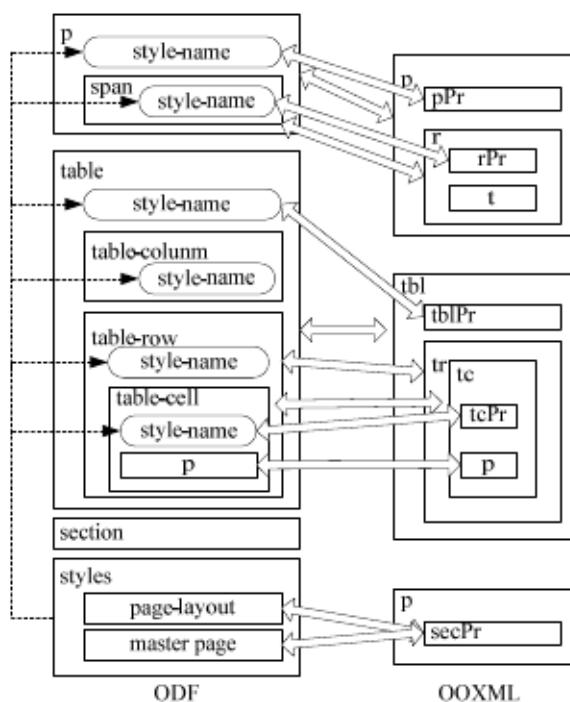 p
style-name
span
style-name
table
style-name
table-colunm
style-name
table-row
style-name
table-cell
style-name
p
section
styles
page-layout
master page
ODF
p
pPr
r
rPr
t
tbl
tblPr
tr
tc
tcPr
p
p
secPr
OOXML